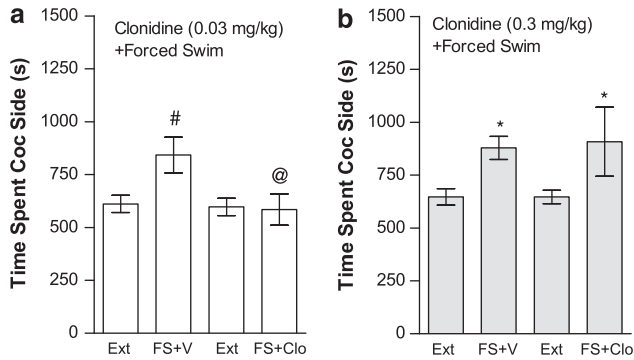 a
Clonidine (0.03 mg/kg)
+Forced Swim
Time Spent Coc Side (s)
1500
1250
1000
750
500
250
0
#
@
Ext FS+V Ext FS+Clo
b
Clonidine (0.3 mg/kg)
+Forced Swim
Time Spent Coc Side (s)
1500
1250
1000
750
500
250
0
*
*
Ext FS+V Ext FS+Clo